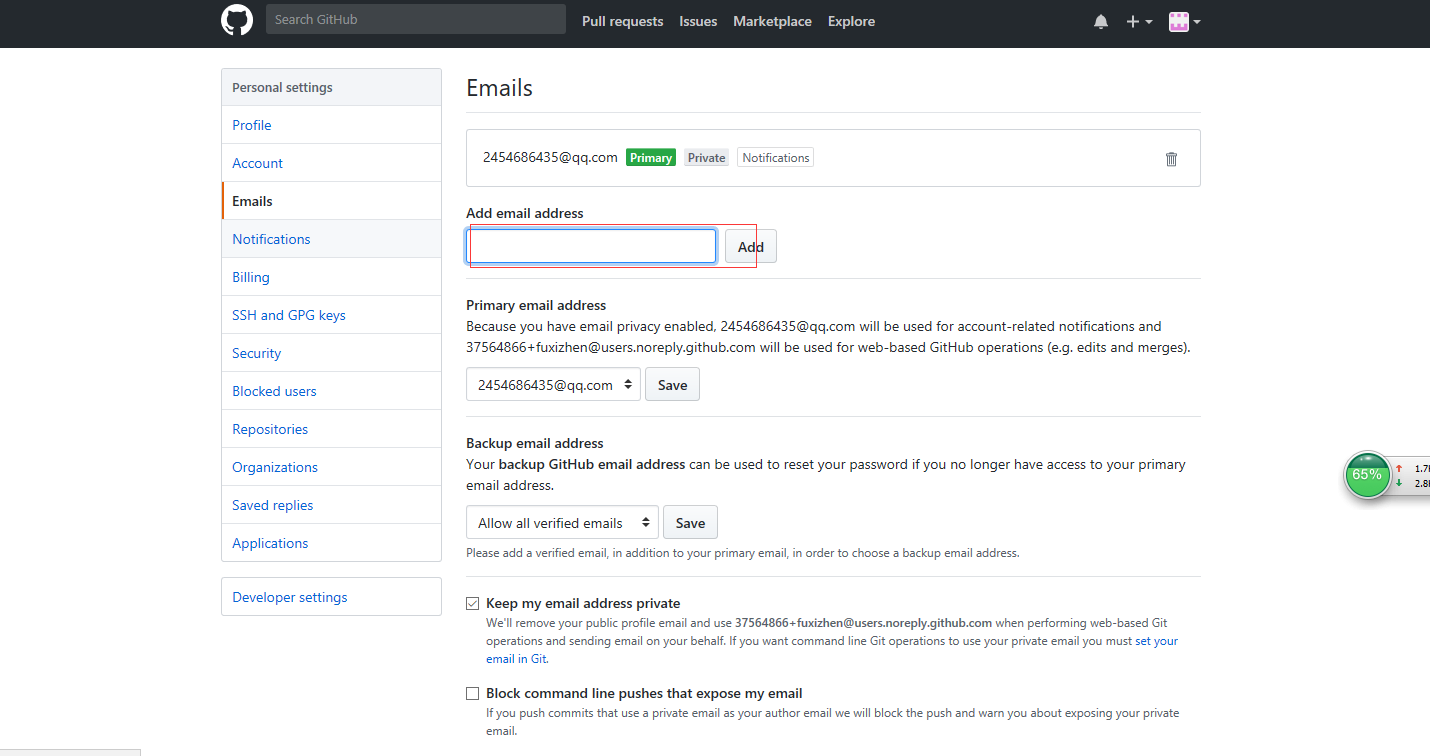 Search GitHub
Pull requests
Issues
Marketplace
Explore
Personal settings
Profile
Account
Emails
Notifications
Billing
SSH and GPG keys
Security
Blocked users
Repositories
Organizations
Saved replies
Applications
Developer settings
Emails
2454686435@qq.com Primary Private Notifications
Add email address
Add
Primary email address
Because you have email privacy enabled, 2454686435@qq.com will be used for account-related notifications and
37564866+fuxizhen@users.noreply.github.com will be used for web-based GitHub operations (e.g. edits and merges).
2454686435@qq.com Save
Backup email address
Your backup GitHub email address can be used to reset your password if you no longer have access to your primary
email address.
Allow all verified emails Save
Please add a verified email, in addition to your primary email, in order to choose a backup email address.
Keep my email address private
We'll remove your public profile email and use 37564866+fuxizhen@users.noreply.github.com when performing web-based Git
operations and sending email on your behalf. If you want command line Git operations to use your private email you must set your
email in Git.
Block command line pushes that expose my email
If you push commits that use a private email as your author email we will block the push and warn you about exposing your private
email.
65%